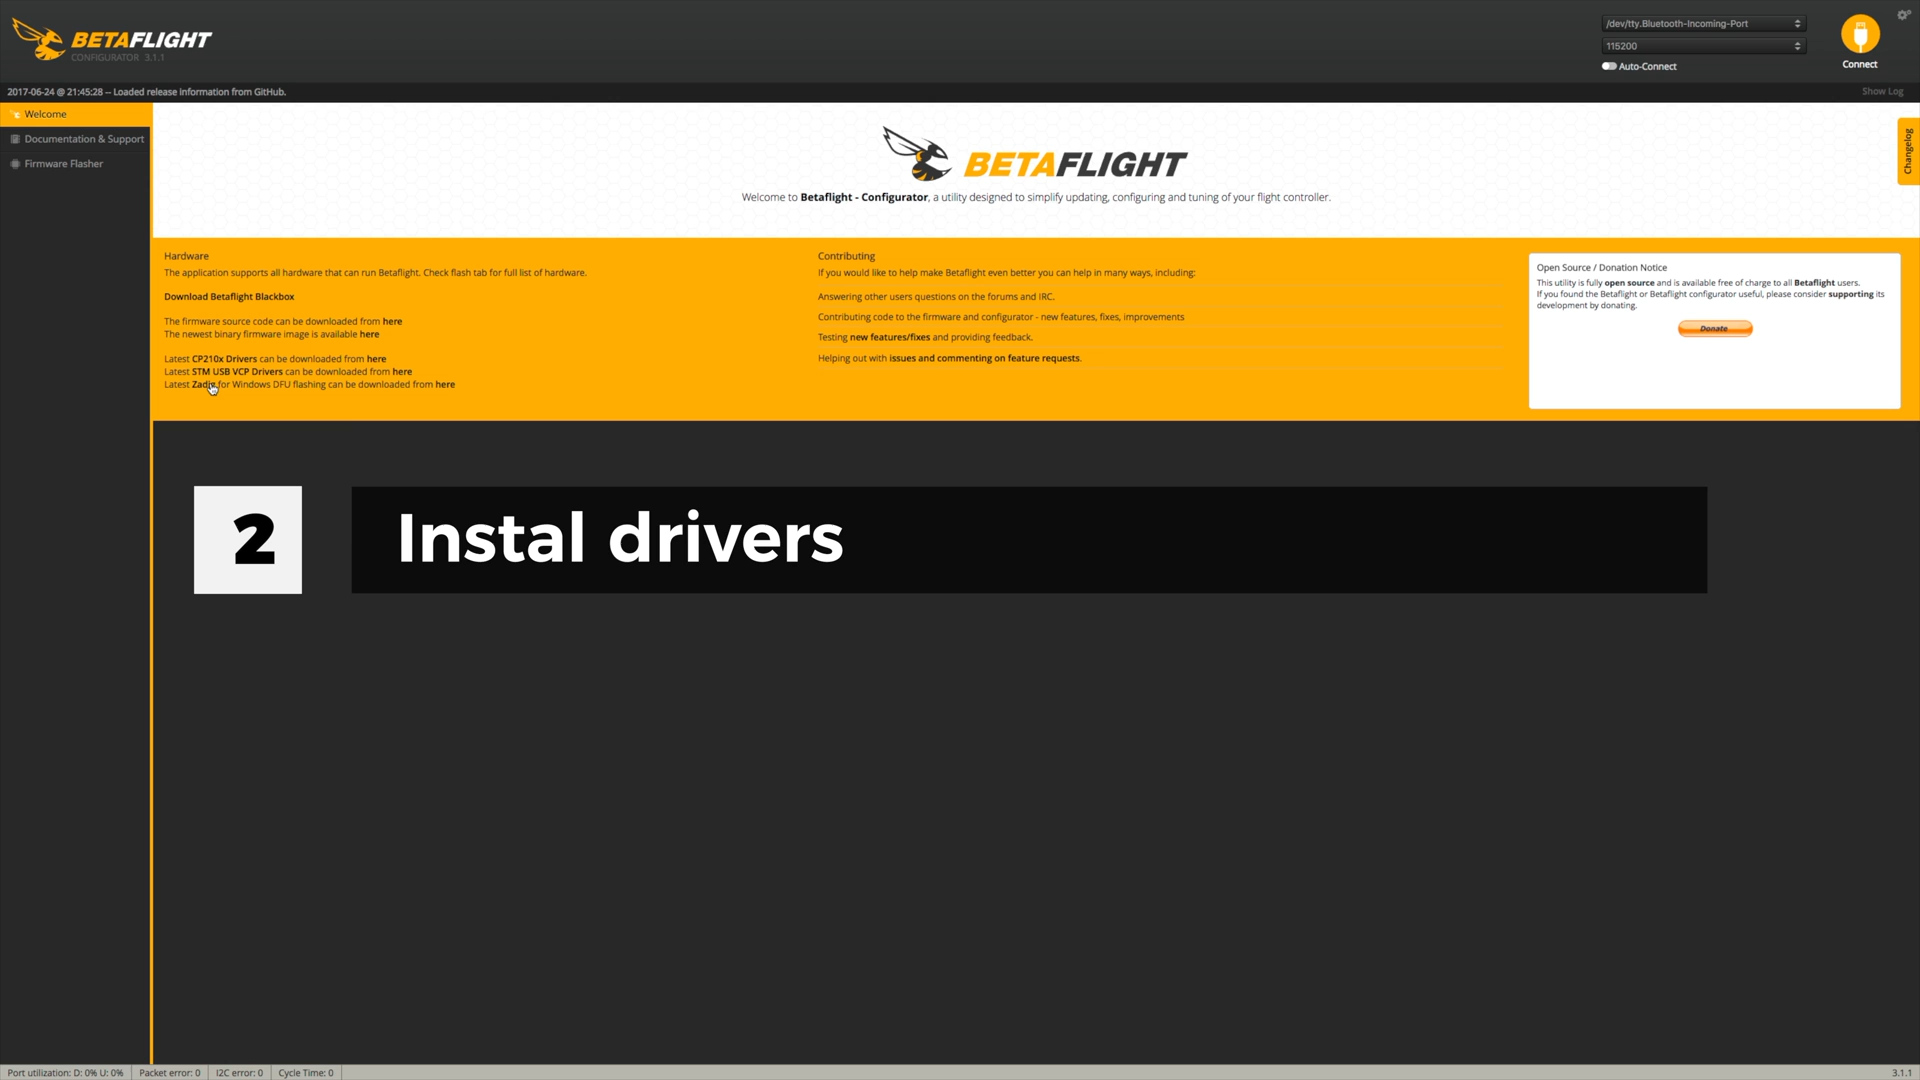 BETAFLIGHT
CONFIGURATOR 3.1.1
/dev/tty.Bluetooth-Incoming-Port
115200
Auto-Connect
Connect
2017-06-24 @ 21:45:28 -- Loaded release information from GitHub.
Show Log
Welcome
Documentation & Support
Firmware Flasher
Changelog
BETAFLIGHT
Welcome to Betaflight - Configurator, a utility designed to simplify updating, configuring and tuning of your flight controller.
Hardware
The application supports all hardware that can run Betaflight. Check flash tab for full list of hardware.
Download Betaflight Blackbox
The firmware source code can be downloaded from here
The newest binary firmware image is available here
Latest CP210x Drivers can be downloaded from here
Latest STM USB VCP Drivers can be downloaded from here
Latest Zadig for Windows DFU flashing can be downloaded from here
Contributing
If you would like to help make Betaflight even better you can help in many ways, including:
Answering other users questions on the forums and IRC.
Contributing code to the firmware and configurator - new features, fixes, improvements
Testing new features/fixes and providing feedback.
Helping out with issues and commenting on feature requests.
Open Source / Donation Notice
This utility is fully open source and is available free of charge to all Betaflight users.
If you found the Betaflight or Betaflight configurator useful, please consider supporting its
development by donating.
Donate
2
Instal drivers
Port utilization: D: 0% U: 0%
Packet error: 0
I2C error: 0
Cycle Time: 0
3.1.1